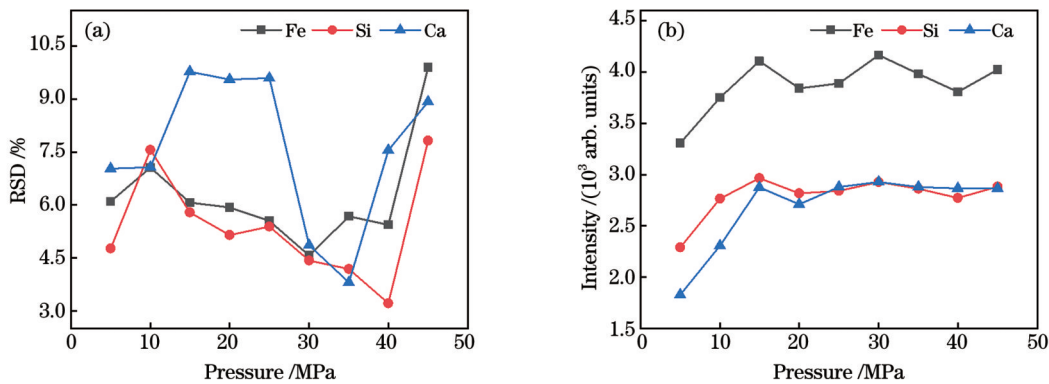 (a)
Fe Si Ca
10.5
9.0
7.5
6.0
4.5
3.0
RSD /%
0 10 20 30 40 50
Pressure /MPa
(b)
Fe Si Ca
4.5
4.0
3.5
3.0
2.5
2.0
1.5
Intensity /(10³ arb. units)
0 10 20 30 40 50
Pressure /MPa